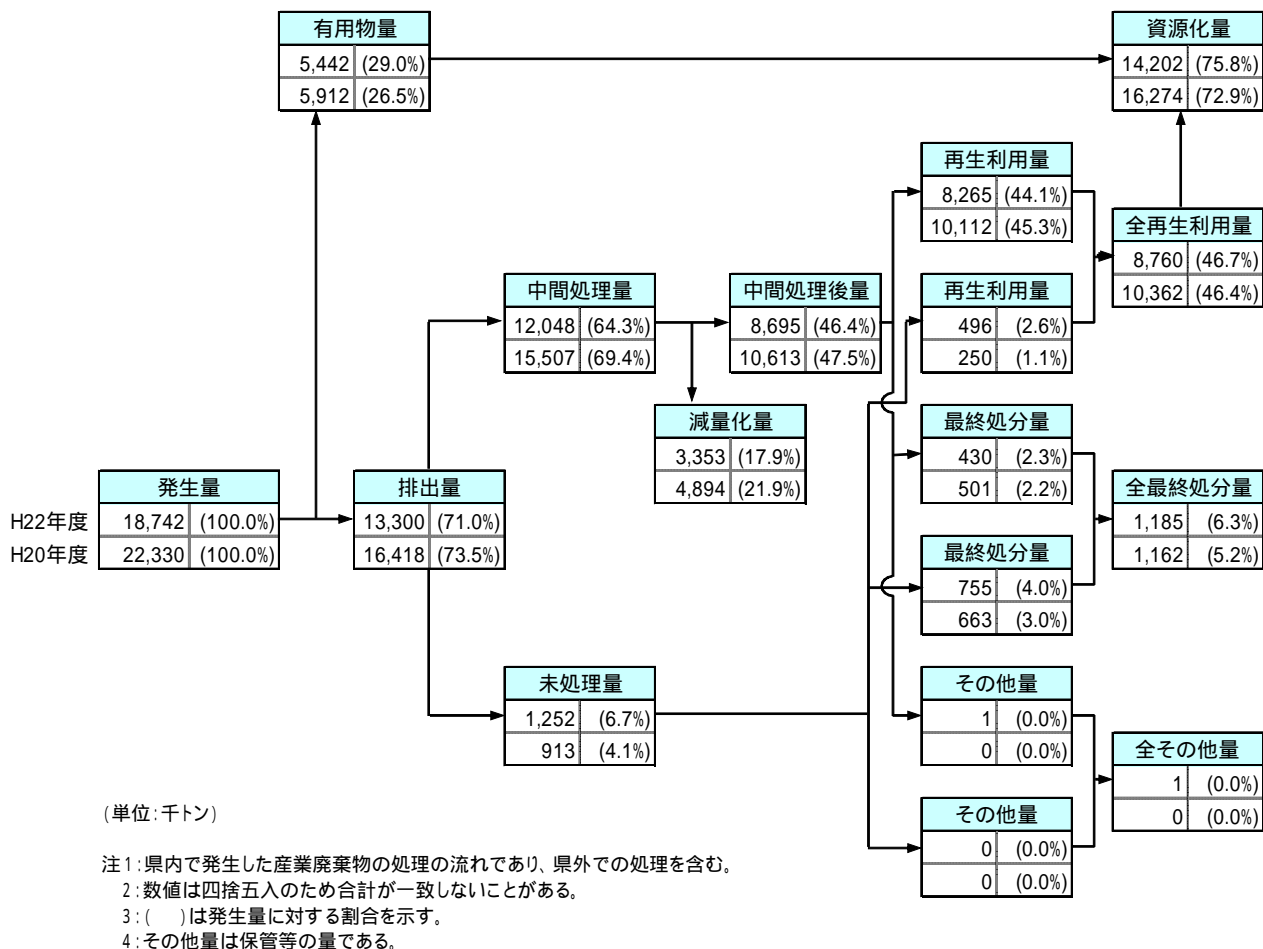 有用物量
5,442 (29.0%)
5,912 (26.5%)
資源化量
14,202 (75.8%)
16,274 (72.9%)
再生利用量
8,265 (44.1%)
10,112 (45.3%)
全再生利用量
8,760 (46.7%)
10,362 (46.4%)
中間処理量
12,048 (64.3%)
15,507 (69.4%)
中間処理後量
8,695 (46.4%)
10,613 (47.5%)
再生利用量
496 (2.6%)
250 (1.1%)
減量化量
3,353 (17.9%)
4,894 (21.9%)
最終処分量
430 (2.3%)
501 (2.2%)
発生量
H22年度 18,742 (100.0%)
H20年度 22,330 (100.0%)
排出量
13,300 (71.0%)
16,418 (73.5%)
全最終処分量
1,185 (6.3%)
1,162 (5.2%)
最終処分量
755 (4.0%)
663 (3.0%)
未処理量
1,252 (6.7%)
913 (4.1%)
その他量
1 (0.0%)
0 (0.0%)
全その他量
1 (0.0%)
0 (0.0%)
その他量
0 (0.0%)
0 (0.0%)
(単位:千トン)
注1:県内で発生した産業廃棄物の処理の流れであり、県外での処理を含む。
2:数値は四捨五入のため合計が一致しないことがある。
3:( )は発生量に対する割合を示す。
4:その他量は保管等の量である。